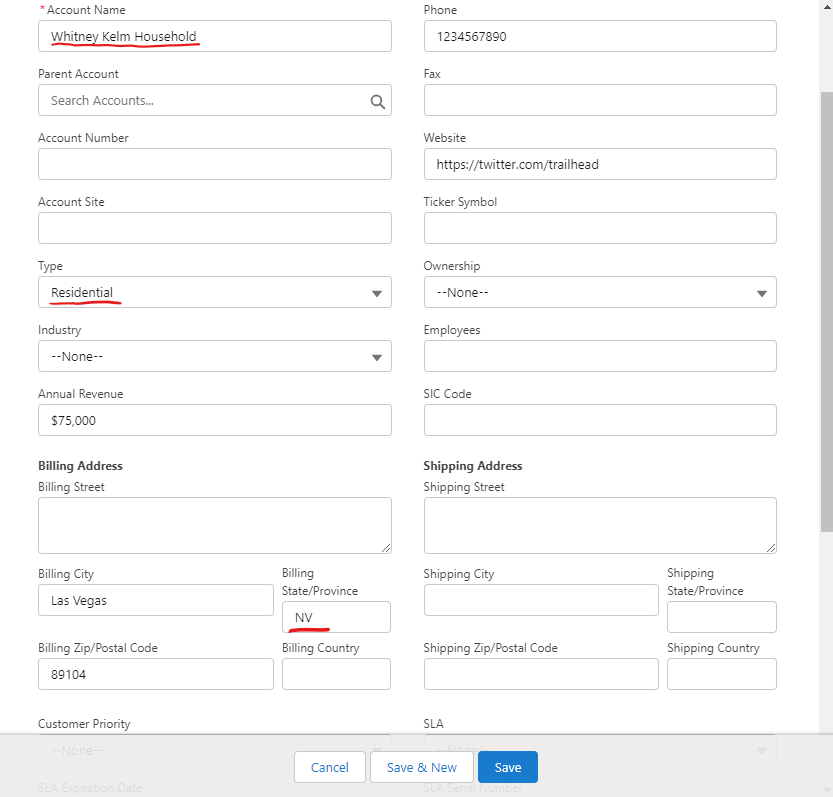 *Account Name
Whitney Kelm Household
Phone
1234567890
Parent Account
Search Accounts...
Fax
Account Number
Website
https://twitter.com/trailhead
Account Site
Ticker Symbol
Type
Residential
Ownership
--None--
Industry
--None--
Employees
Annual Revenue
$75,000
SIC Code
Billing Address
Billing Street
Shipping Address
Shipping Street
Billing City
Las Vegas
Billing
State/Province
NV
Shipping City
Shipping
State/Province
Billing Zip/Postal Code
89104
Billing Country
Shipping Zip/Postal Code
Shipping Country
Customer Priority
--None--
SLA
--None--
Cancel
Save & New
Save
SLA Expiration Date
SLA Serial Number